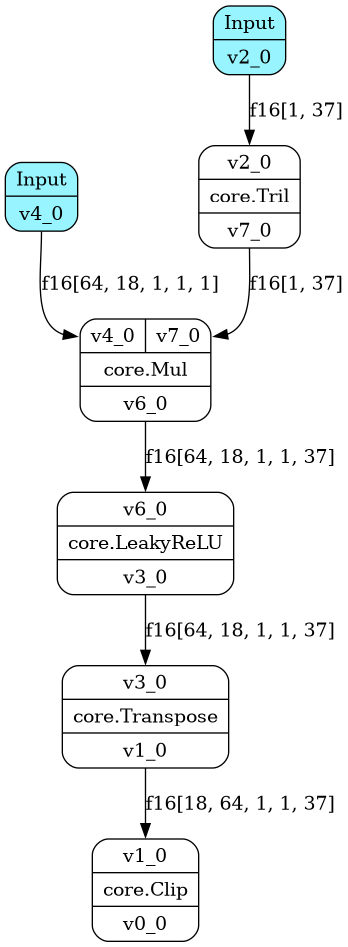 Input
v2_0
f16[1, 37]
v2_0
core.Tril
v7_0
Input
v4_0
f16[64, 18, 1, 1, 1]
f16[1, 37]
v4_0 v7_0
core.Mul
v6_0
f16[64, 18, 1, 1, 37]
v6_0
core.LeakyReLU
v3_0
f16[64, 18, 1, 1, 37]
v3_0
core.Transpose
v1_0
f16[18, 64, 1, 1, 37]
v1_0
core.Clip
v0_0